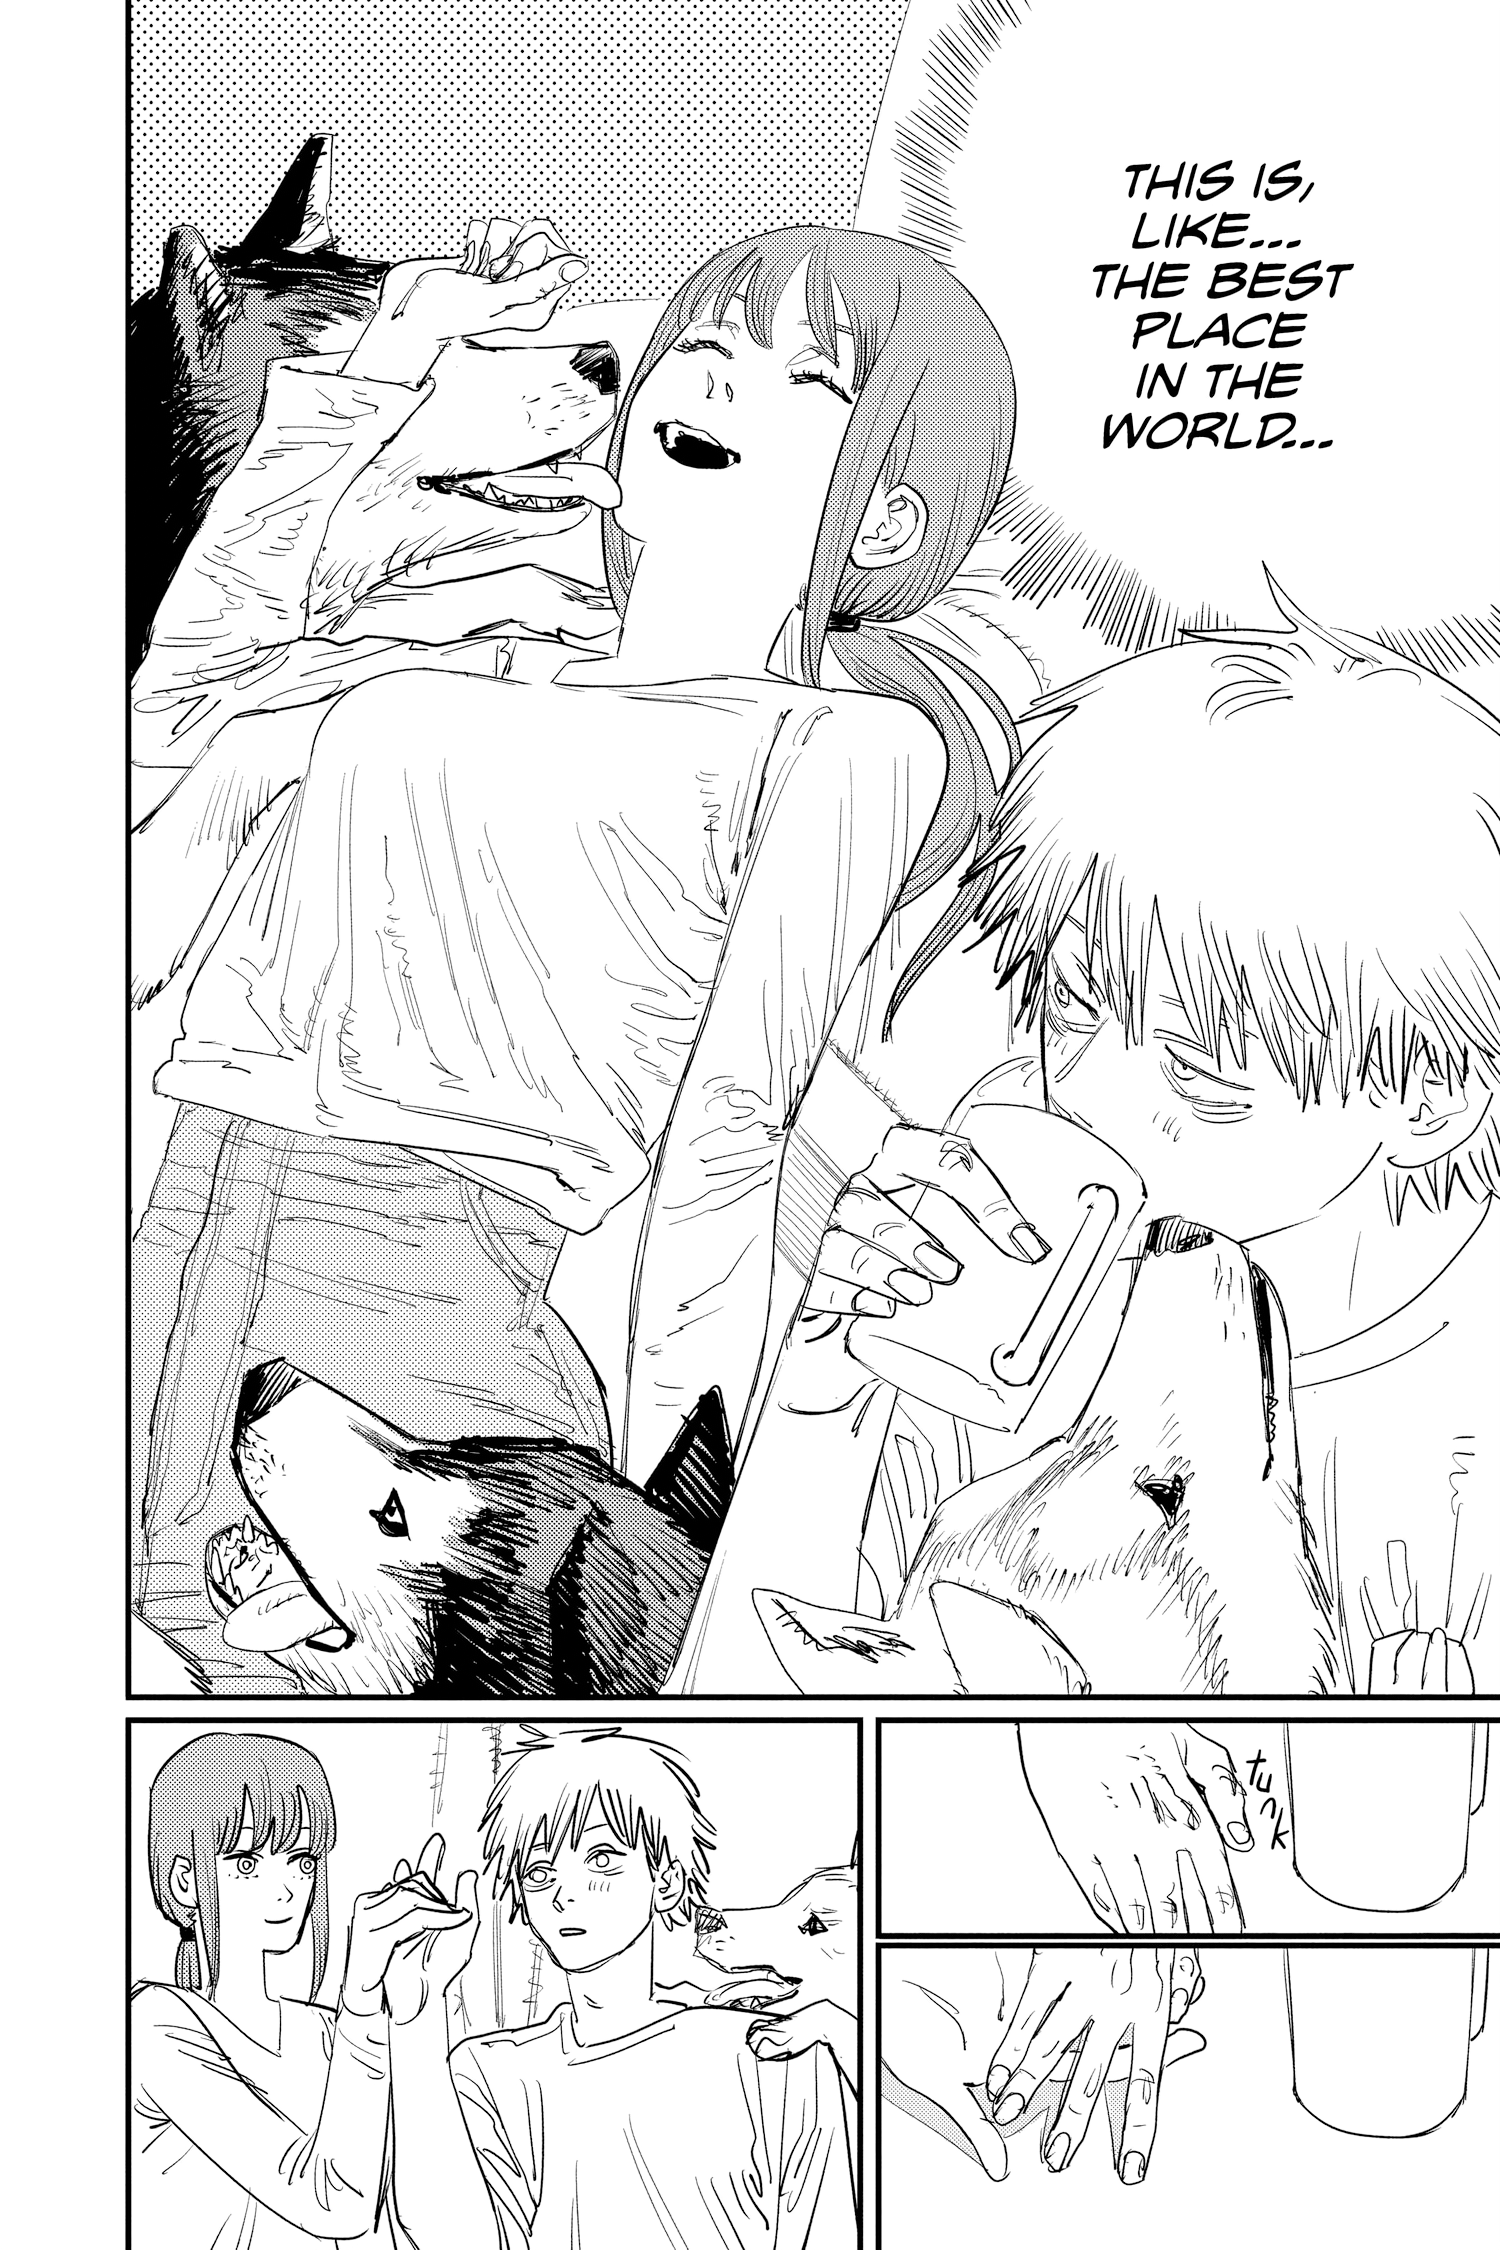 THIS IS,
LIKE...
THE BEST
PLACE
IN THE
WORLD...
tunk